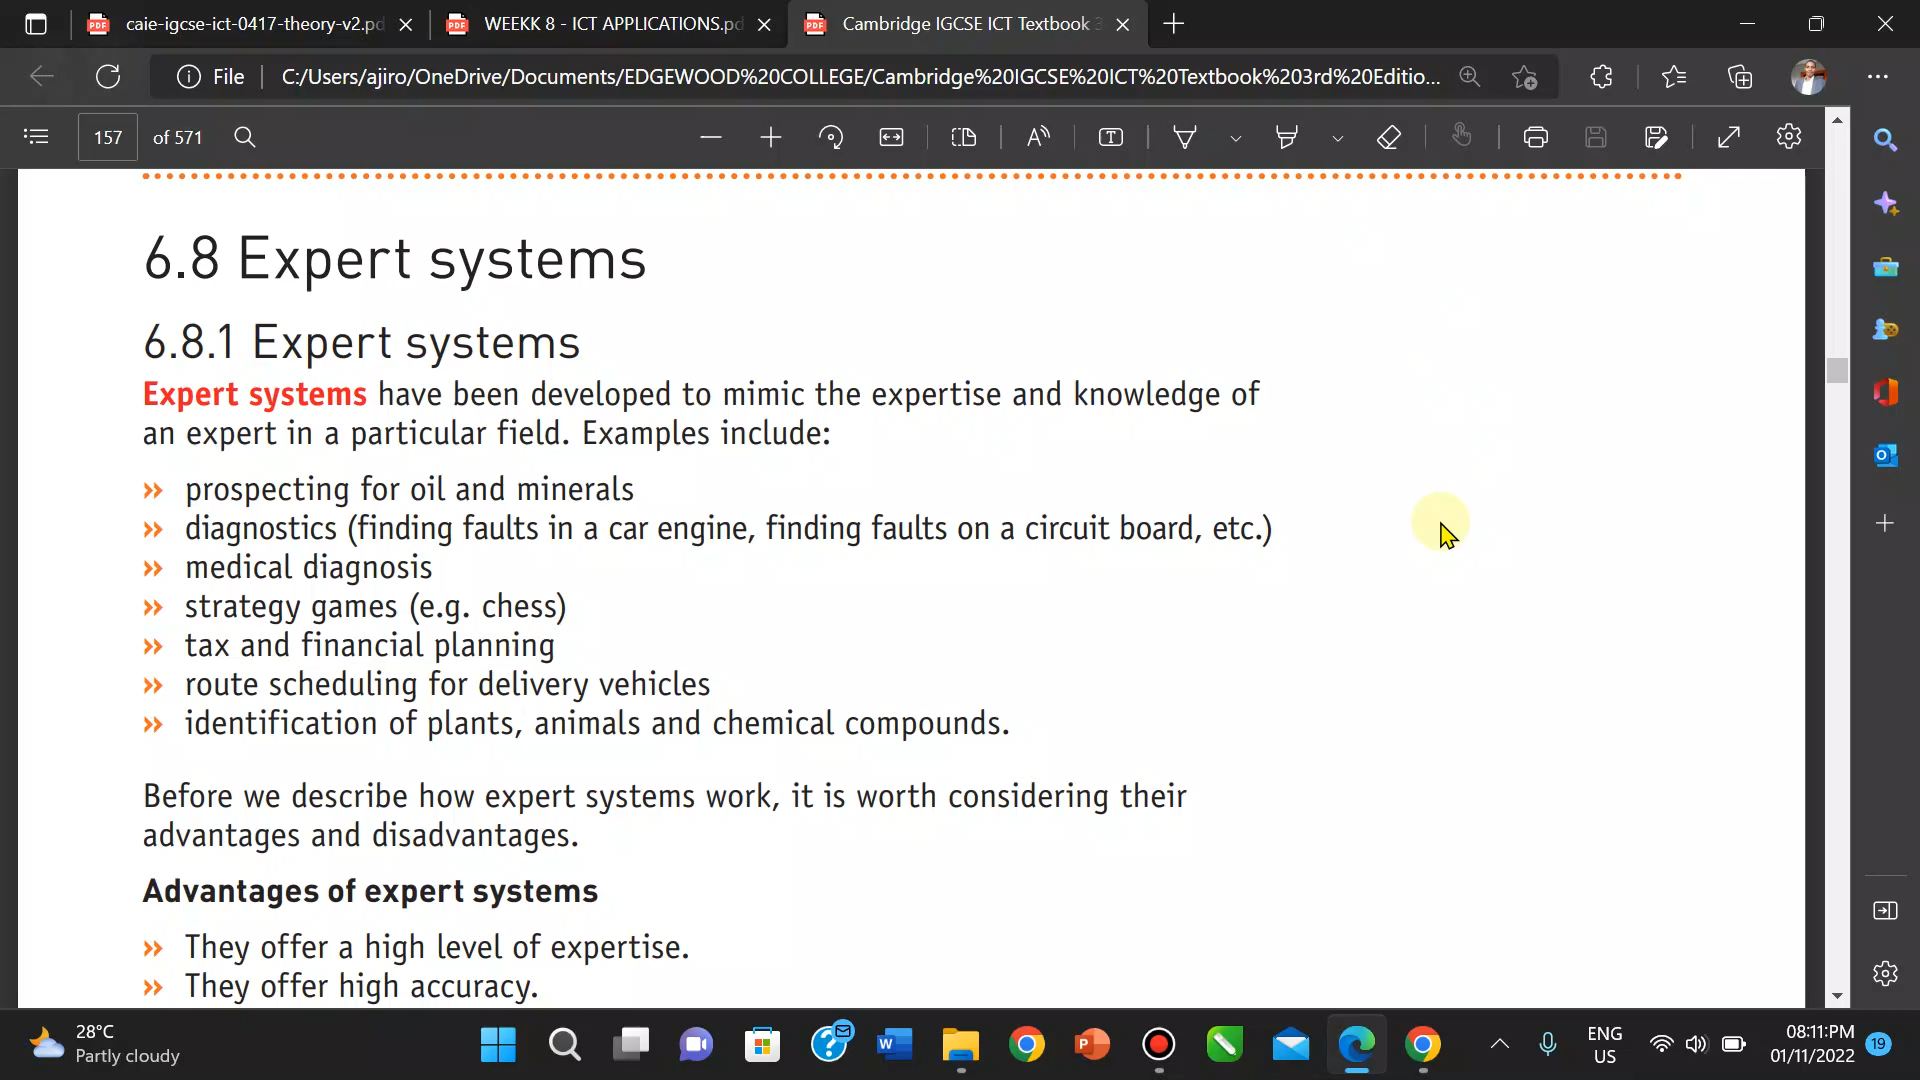 caie-igcse-ict-0417-theory-v2.pd
WEEKK 8 - ICT APPLICATIONS.pd
Cambridge IGCSE ICT Textbook 3
File
C:/Users/ajiro/OneDrive/Documents/EDGEWOOD%20COLLEGE/Cambridge%20IGCSE%20ICT%20Textbook%203rd%20Editio...
157 of 571
6.8 Expert systems
6.8.1 Expert systems
Expert systems have been developed to mimic the expertise and knowledge of
an expert in a particular field. Examples include:
» prospecting for oil and minerals
» diagnostics (finding faults in a car engine, finding faults on a circuit board, etc.)
» medical diagnosis
» strategy games (e.g. chess)
» tax and financial planning
» route scheduling for delivery vehicles
» identification of plants, animals and chemical compounds.
Before we describe how expert systems work, it is worth considering their
advantages and disadvantages.
Advantages of expert systems
» They offer a high level of expertise.
» They offer high accuracy.
28°C
Partly cloudy
ENG
US
08:11:PM
01/11/2022
19